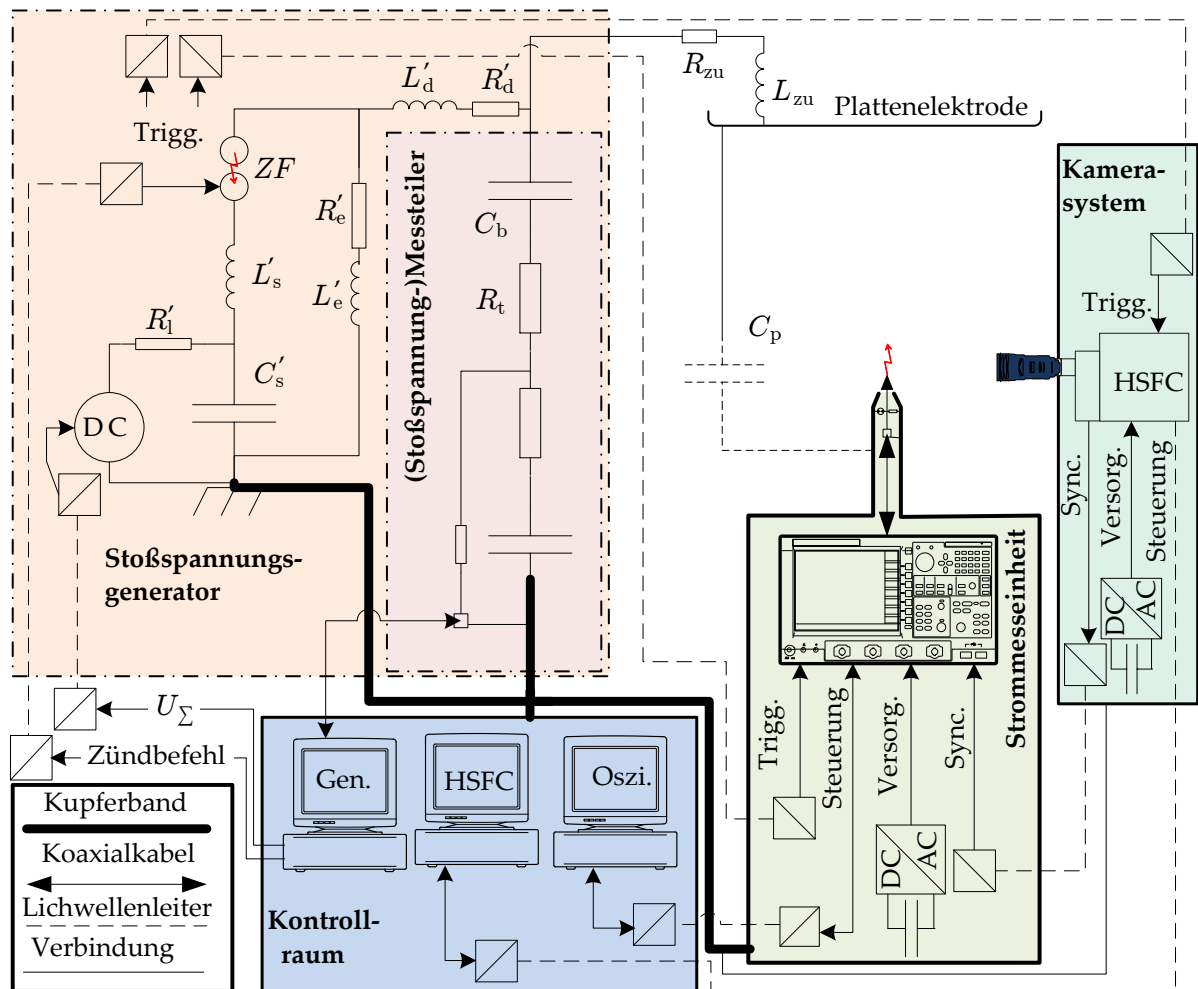 Trigg.
ZF
L'd
R'd
R'e
L'e
L's
R'l
C's
DC
Stoßspannungs-
generator
(Stoßspannung-)Messteiler
Cb
Rt
Rzu
Lzu
Plattenelektrode
Cp
Kamera-
system
Trigg.
HSFC
Sync.
Versorg.
Steuerung
DC
AC
Strommesseinheit
Trigg.
Steuerung
Versorg.
Sync.
DC
AC
UΣ
Zündbefehl
Gen.
HSFC
Oszi.
Kontroll-
raum
Kupferband
Koaxialkabel
Lichwellenleiter
Verbindung